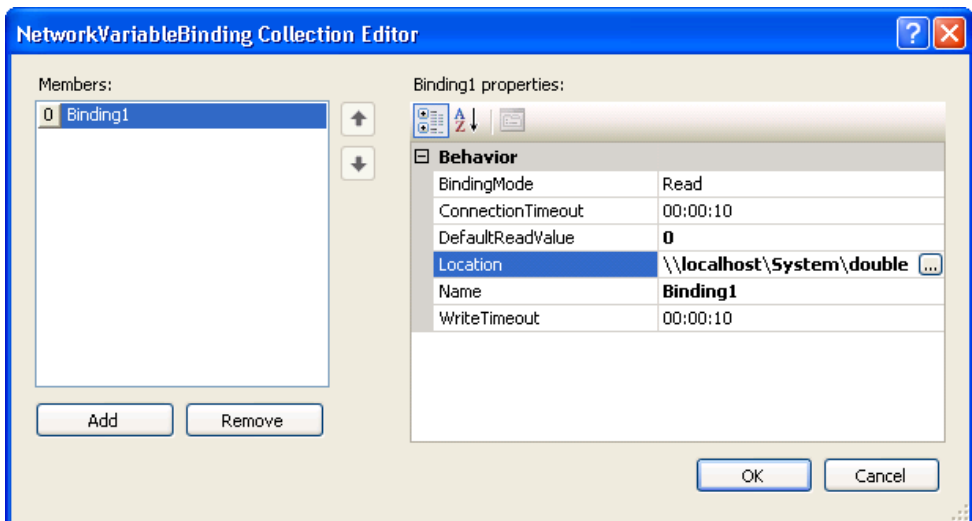 NetworkVariableBinding Collection Editor
Members:
0 Binding1
Add Remove
Binding1 properties:
Behavior
BindingMode Read
ConnectionTimeout 00:00:10
DefaultReadValue 0
Location \\localhost\System\double ...
Name Binding1
WriteTimeout 00:00:10
OK Cancel